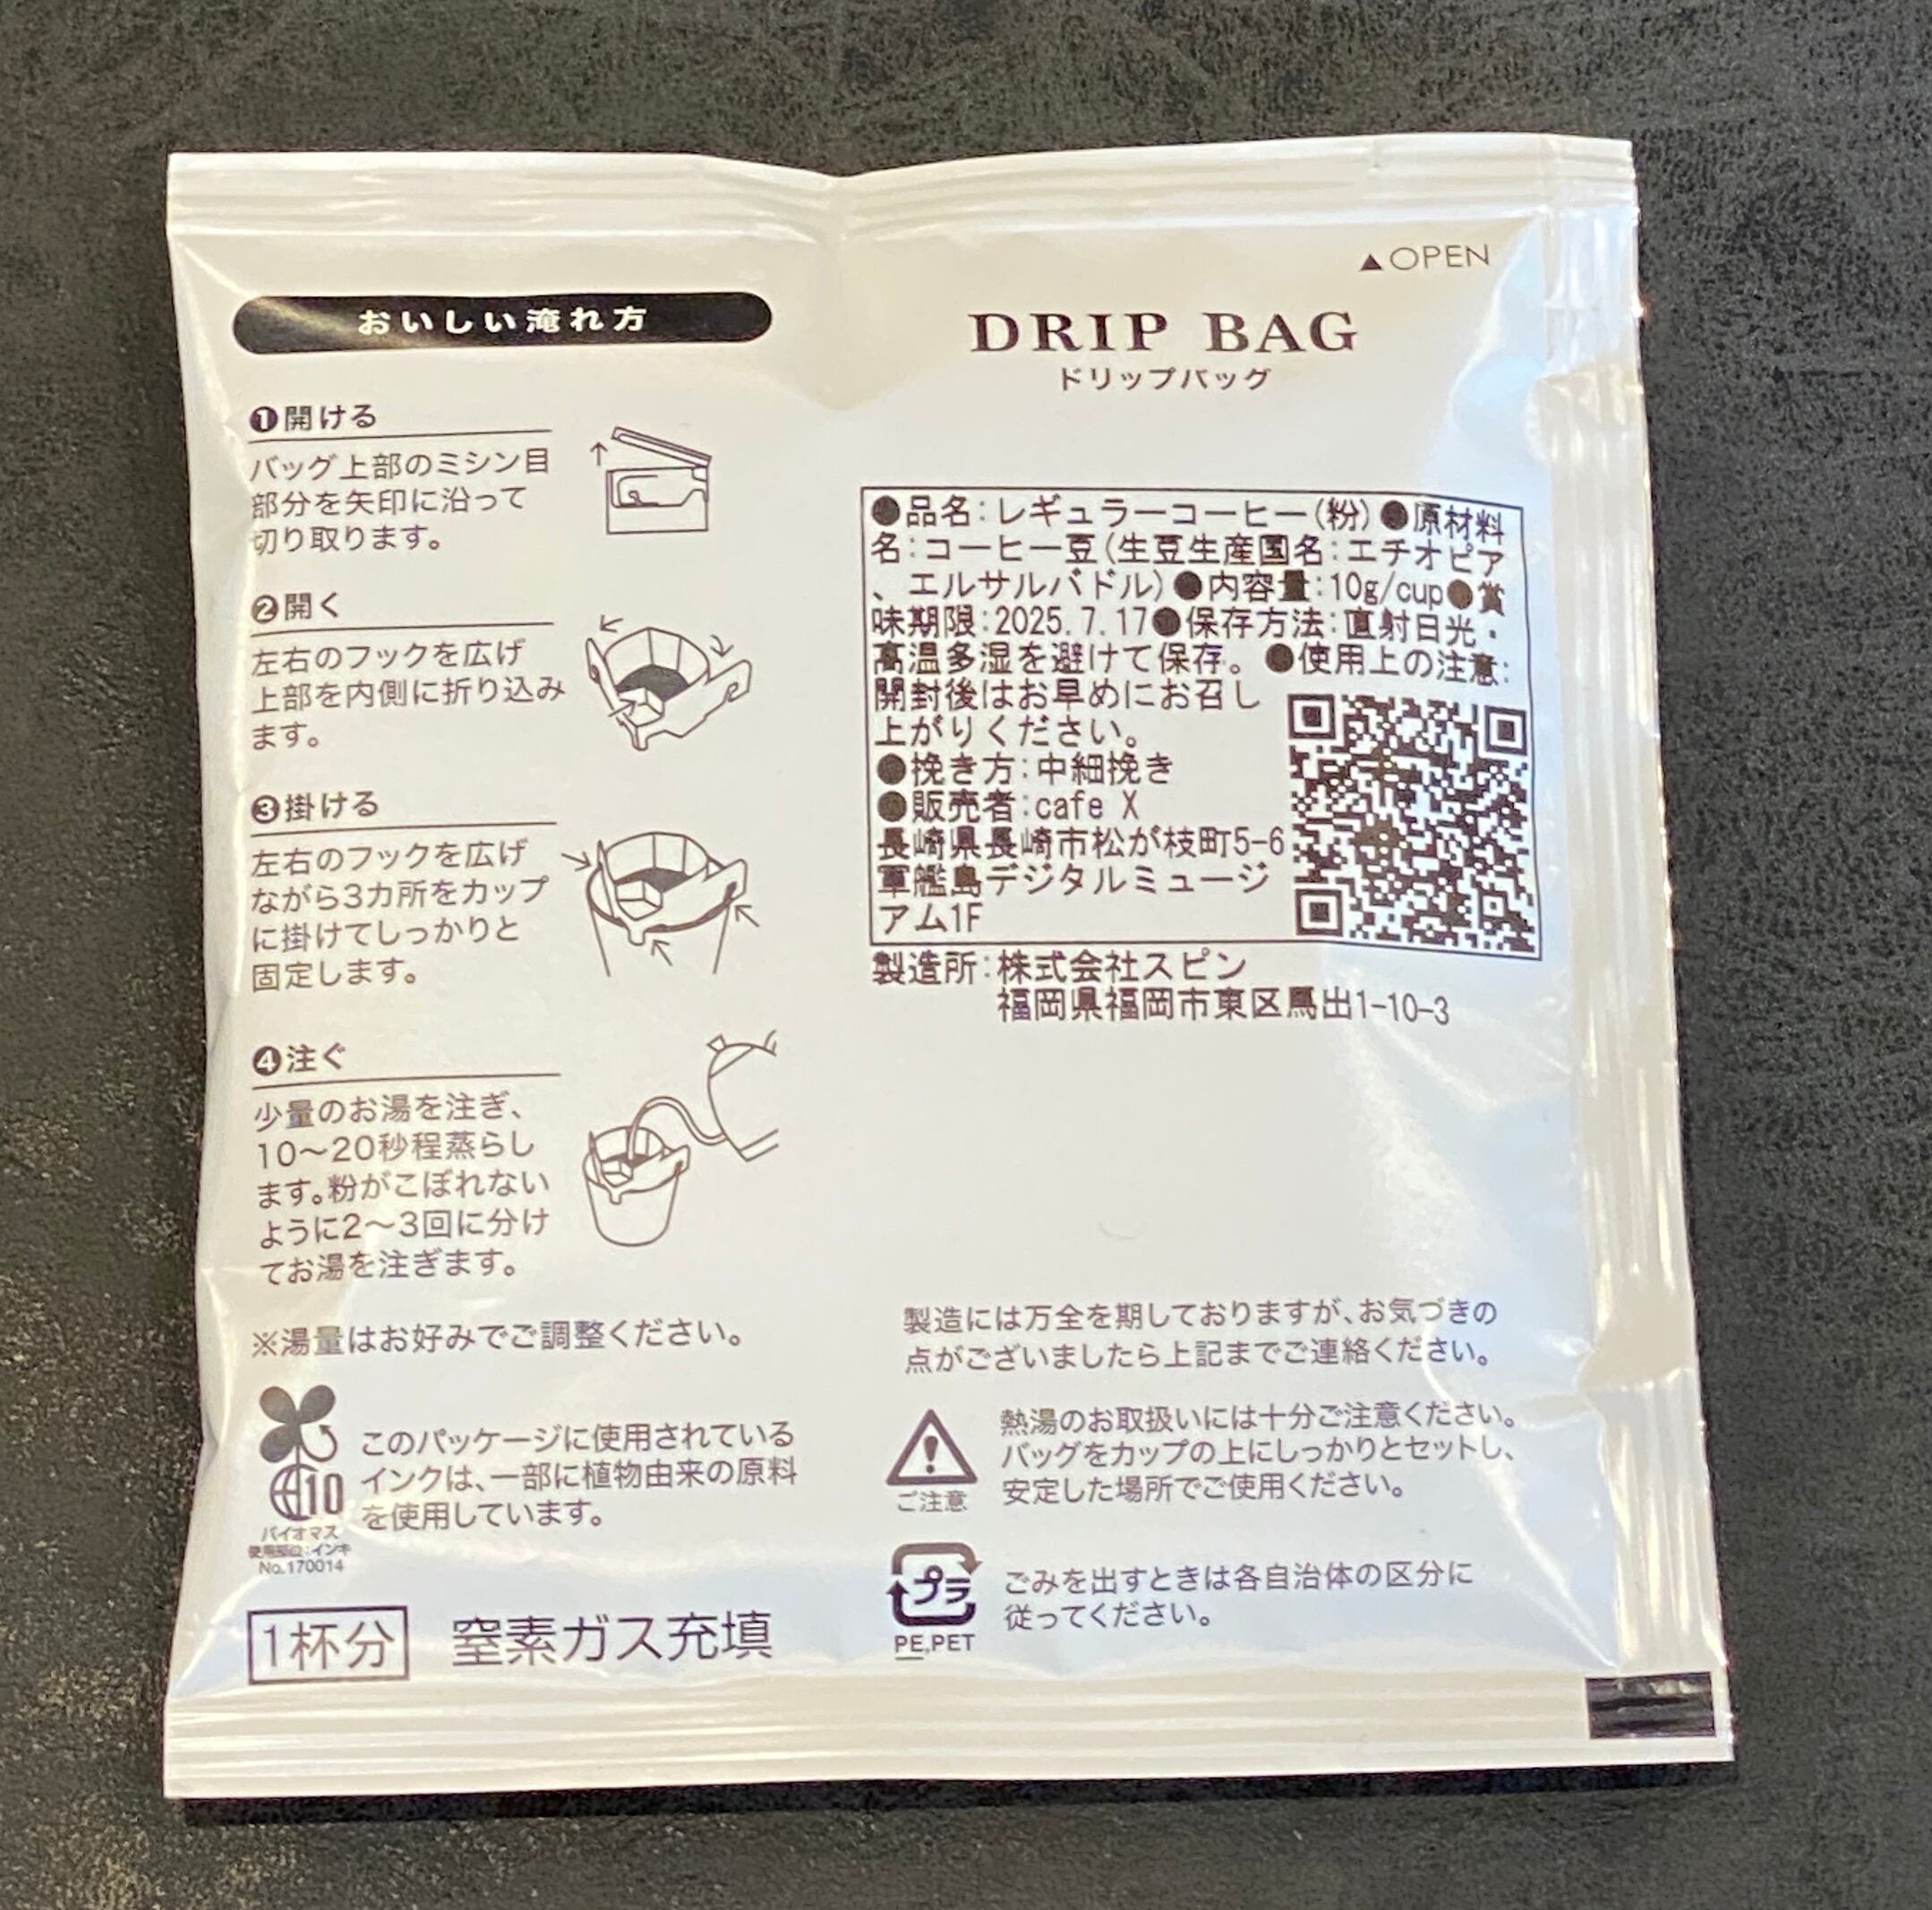 ▲OPEN
おいしい淹れ方
❶開ける
バッグ上部のミシン目
部分を矢印に沿って
切り取ります。
❷開く
左右のフックを広げ
上部を内側に折り込み
ます。
❸掛ける
左右のフックを広げ
ながら3カ所をカップ
に掛けてしっかりと
固定します。
❹注ぐ
少量のお湯を注ぎ、
10〜20秒程蒸らし
ます。粉がこぼれない
ように2〜3回に分け
てお湯を注ぎます。
※湯量はお好みでご調整ください。
10
バイオマス
使用部位:インキ
No.170014
このパッケージに使用されている
インクは、一部に植物由来の原料
を使用しています。
1杯分
窒素ガス充填
DRIP BAG
ドリップバッグ
●品名:レギュラーコーヒー(粉)●原材料
名:コーヒー豆(生豆生産国名:エチオピア
、エルサルバドル)●内容量:10g/cup●賞
味期限:2025.7.17●保存方法:直射日光・
高温多湿を避けて保存。●使用上の注意:
開封後はお早めにお召し
上がりください。
●挽き方:中細挽き
●販売者:cafe X
長崎県長崎市松が枝町5-6
軍艦島デジタルミュージ
アム1F
製造所:株式会社スピン
福岡県福岡市東区馬出1-10-3
製造には万全を期しておりますが、お気づきの
点がございましたら上記までご連絡ください。
ご注意
熱湯のお取扱いには十分ご注意ください。
バッグをカップの上にしっかりとセットし、
安定した場所でご使用ください。
プラ
PE,PET
ごみを出すときは各自治体の区分に
従ってください。